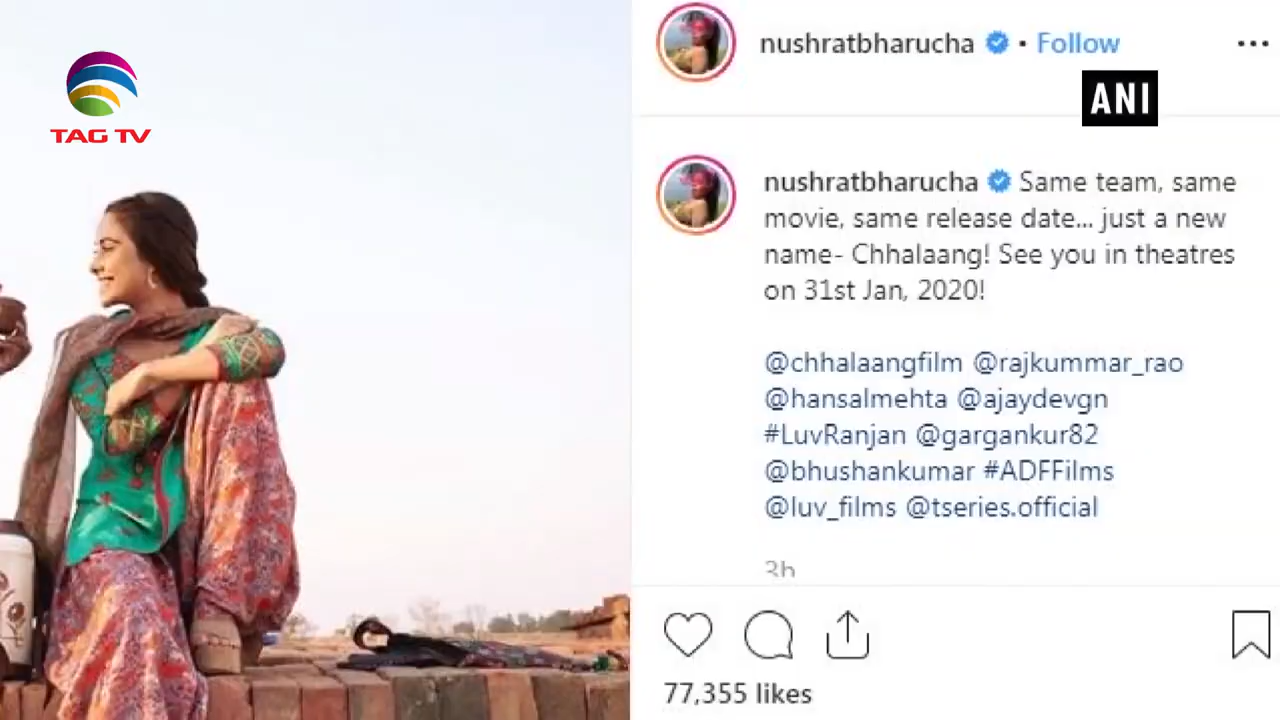 TAG TV
nushratbharucha • Follow
ANI
nushratbharucha Same team, same
movie, same release date... just a new
name- Chhalaang! See you in theatres
on 31st Jan, 2020!
@chhalaangfilm @rajkummar_rao
@hansalmehta @ajaydevgn
#LuvRanjan @gargankur82
@bhushankumar #ADFFilms
@luv_films @tseries.official
3h
77,355 likes